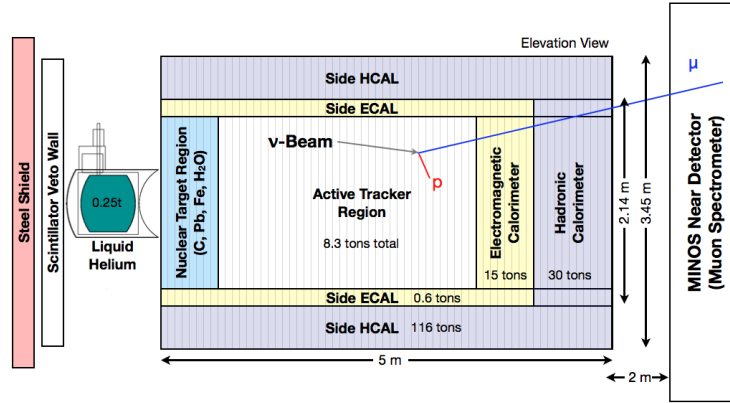 Elevation View
Steel Shield
Scintillator Veto Wall
0.25t
Liquid
Helium
Side HCAL
Side ECAL
Nuclear Target Region
(C, Pb, Fe, H₂O)
ν-Beam
p
μ
Active Tracker
Region
8.3 tons total
Electromagnetic
Calorimeter
15 tons
Hadronic
Calorimeter
30 tons
Side ECAL 0.6 tons
Side HCAL 116 tons
5 m
2.14 m
3.45 m
2 m
MINOS Near Detector
(Muon Spectrometer)